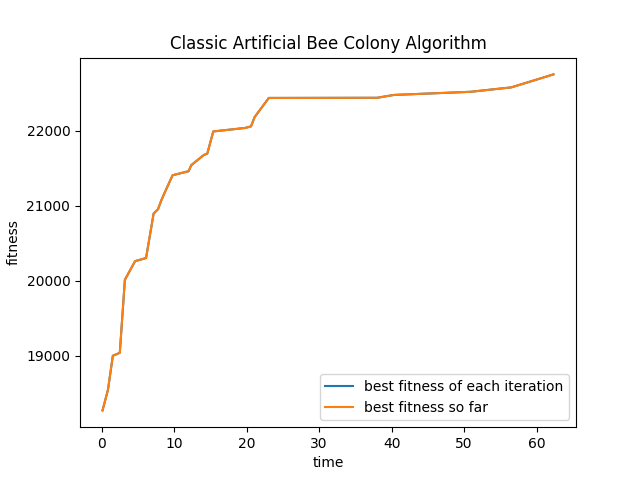 Classic Artificial Bee Colony Algorithm
fitness
22000
21000
20000
19000
best fitness of each iteration
best fitness so far
0 10 20 30 40 50 60
time